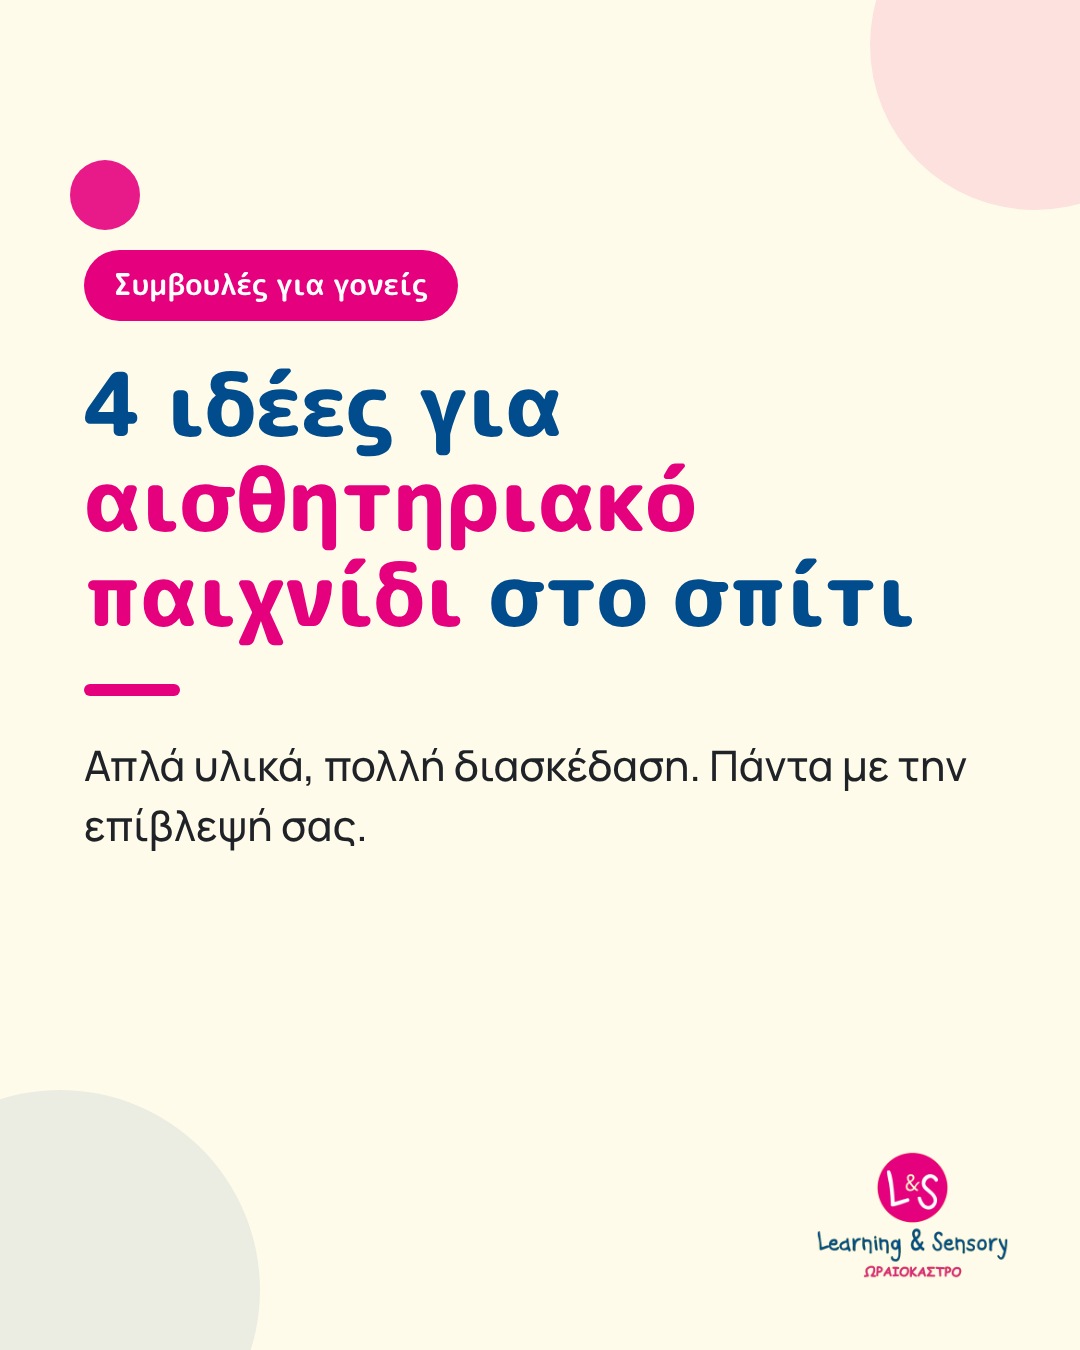 Συμβουλές για γονείς
4 ιδέες για
αισθητηριακό
παιχνίδι στο σπίτι
Απλά υλικά, πολλή διασκέδαση. Πάντα με την
επίβλεψή σας.
L&S
Learning & Sensory
ΩΡΑΙΟΚΑΣΤΡΟ